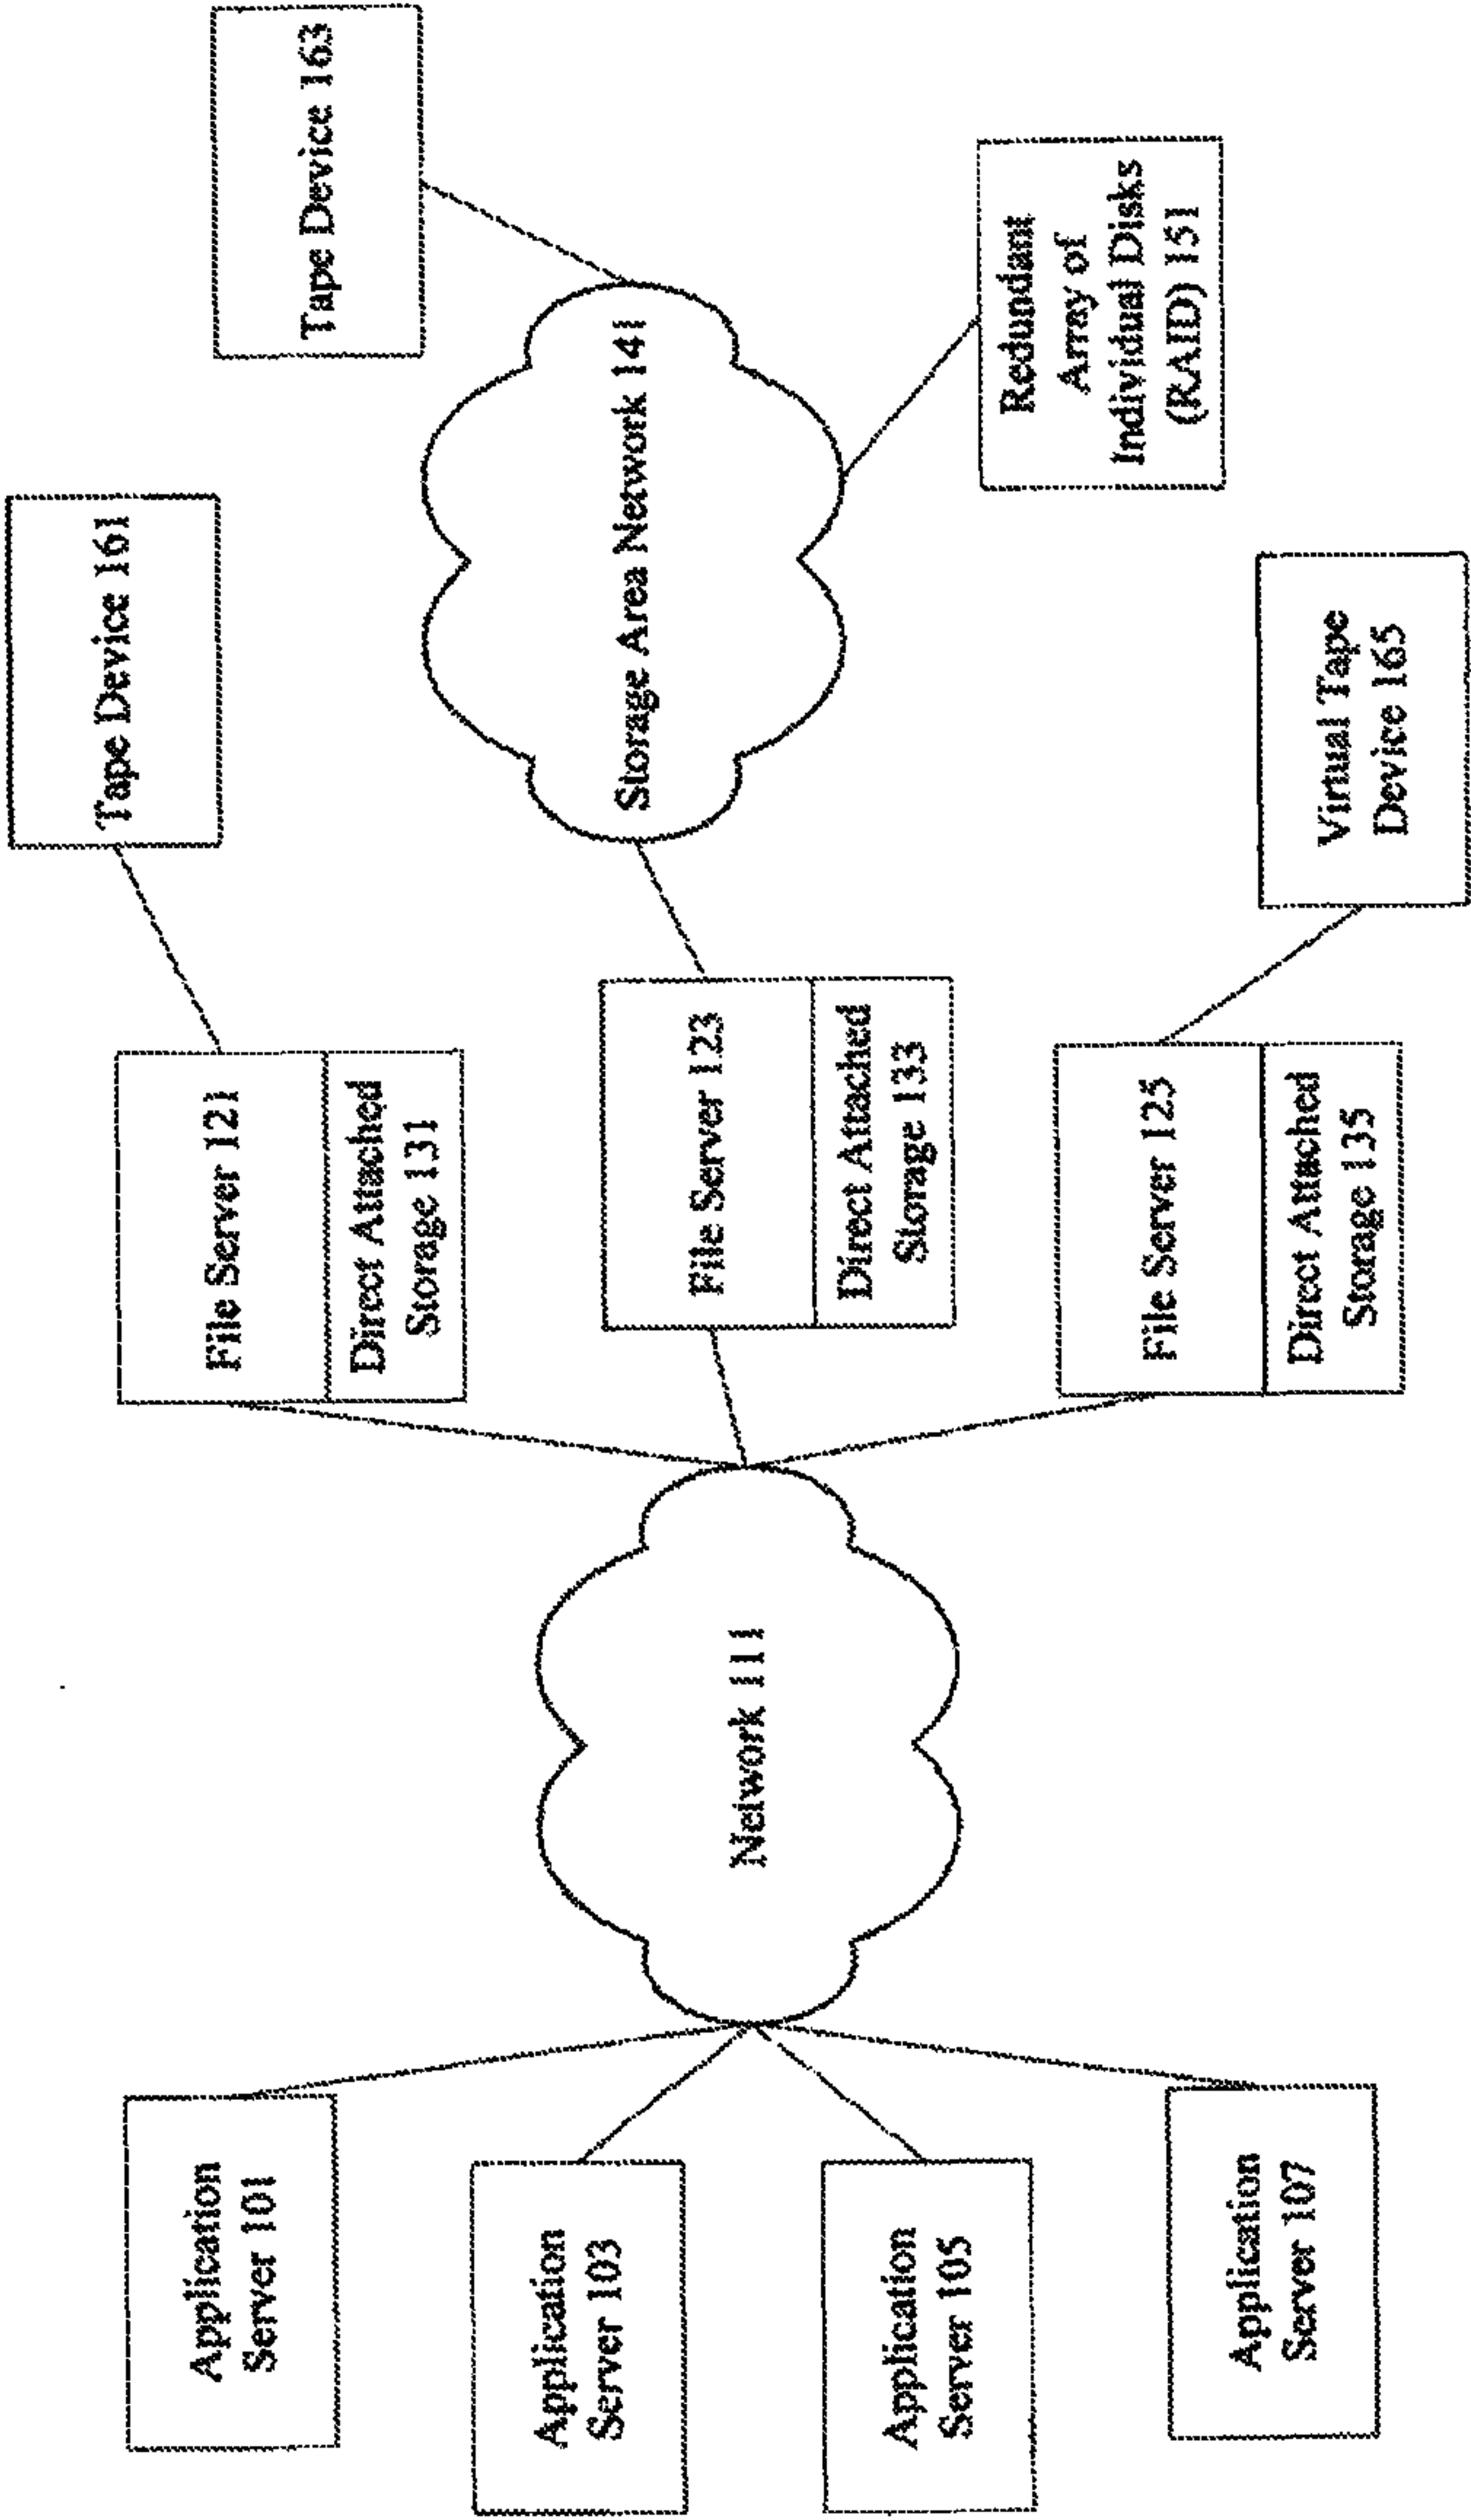 Application
Server 101
Application
Server 103
Application
Server 105
Application
Server 107
Network 111
File Server 121
Direct Attached
Storage 131
File Server 123
Direct Attached
Storage 133
File Server 125
Direct Attached
Storage 135
Tape Device 161
Storage Area Network 141
Virtual Tape
Device 165
Tape Device 163
Redundant
Array of
Individual Disks
(RAID) 151